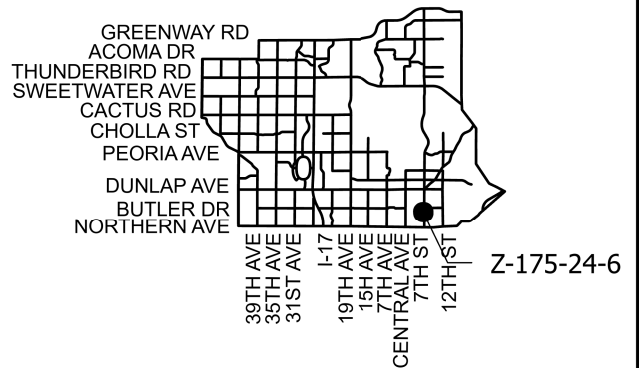 GREENWAY RD
ACOMA DR
THUNDERBIRD RD
SWEETWATER AVE
CACTUS RD
CHOLLA ST
PEORIA AVE
DUNLAP AVE
BUTLER DR
NORTHERN AVE
39TH AVE
35TH AVE
31ST AVE
I-17
19TH AVE
15H AVE
7TH AVE
CENTRAL AVE
7TH ST
12TH ST
Z-175-24-6